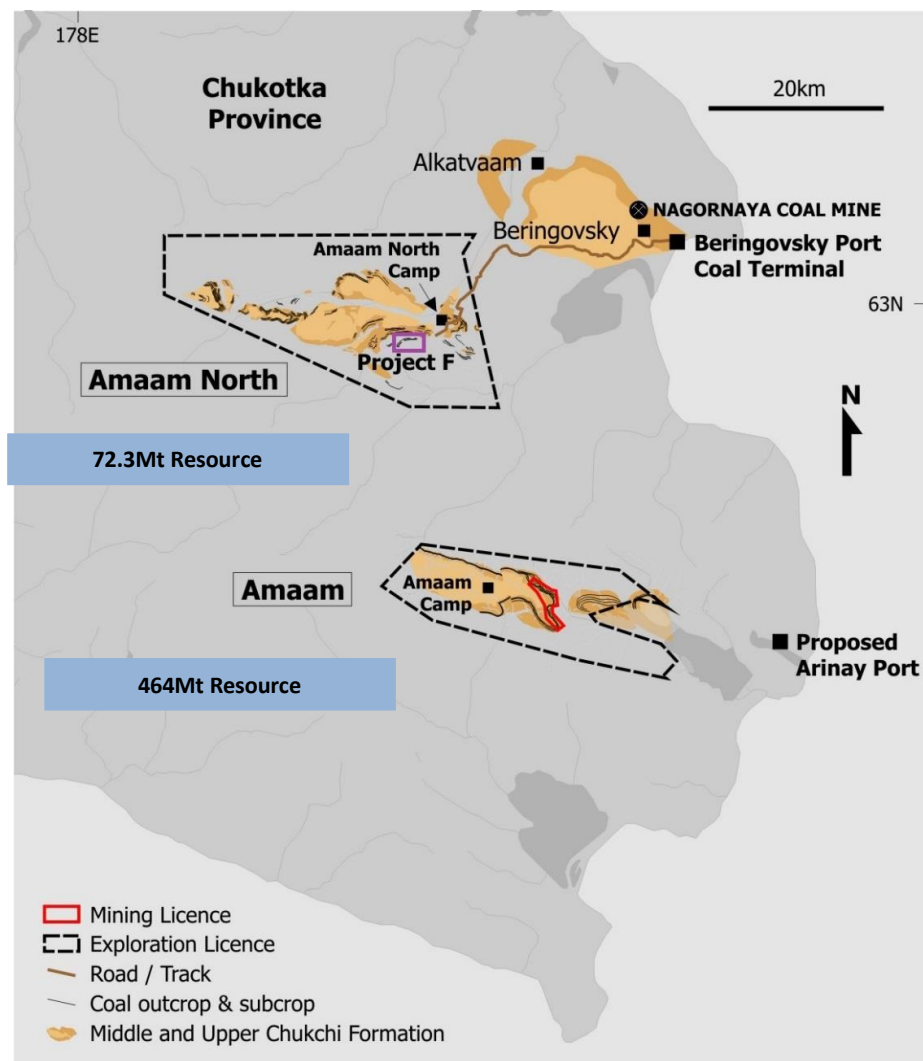 178E
Chukotka
Province
20km
Alkatvaam
NAGORNAYA COAL MINE
Beringovsky
Beringovsky Port
Coal Terminal
Amaam North
Camp
63N
Project F
Amaam North
N
72.3Mt Resource
Amaam
Amaam
Camp
Proposed
Arinay Port
464Mt Resource
Mining Licence
Exploration Licence
Road / Track
Coal outcrop & subcrop
Middle and Upper Chukchi Formation